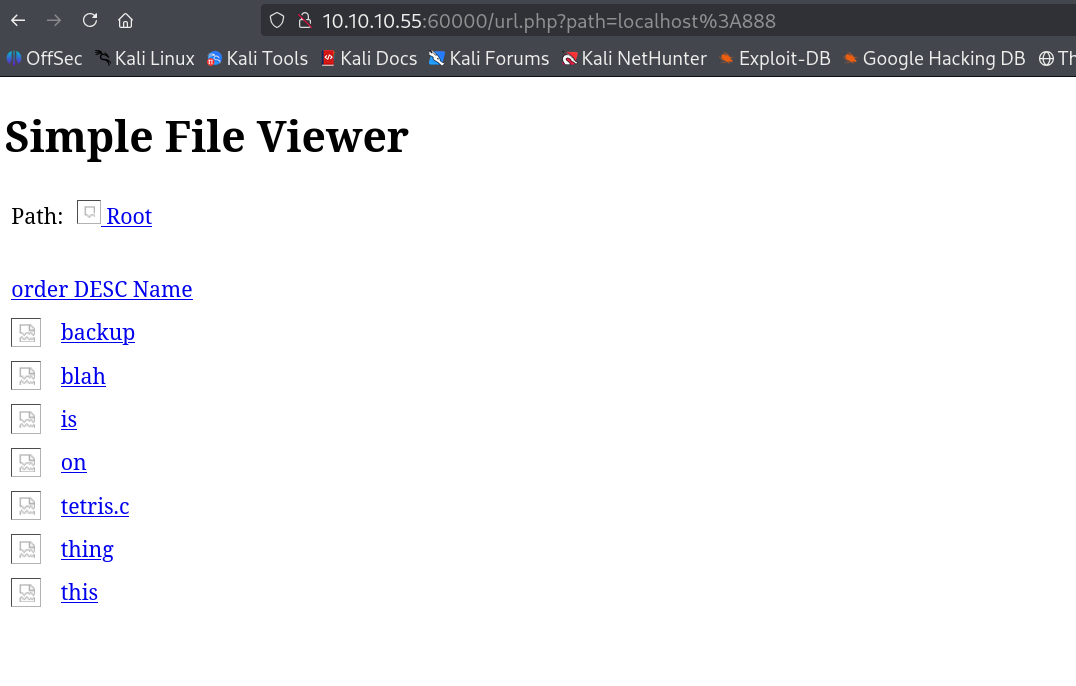 10.10.10.55:60000/url.php?path=localhost%3A888
OffSec Kali Linux Kali Tools Kali Docs Kali Forums Kali NetHunter Exploit-DB Google Hacking DB Th
Simple File Viewer
Path: Root
order DESC Name
backup
blah
is
on
tetris.c
thing
this